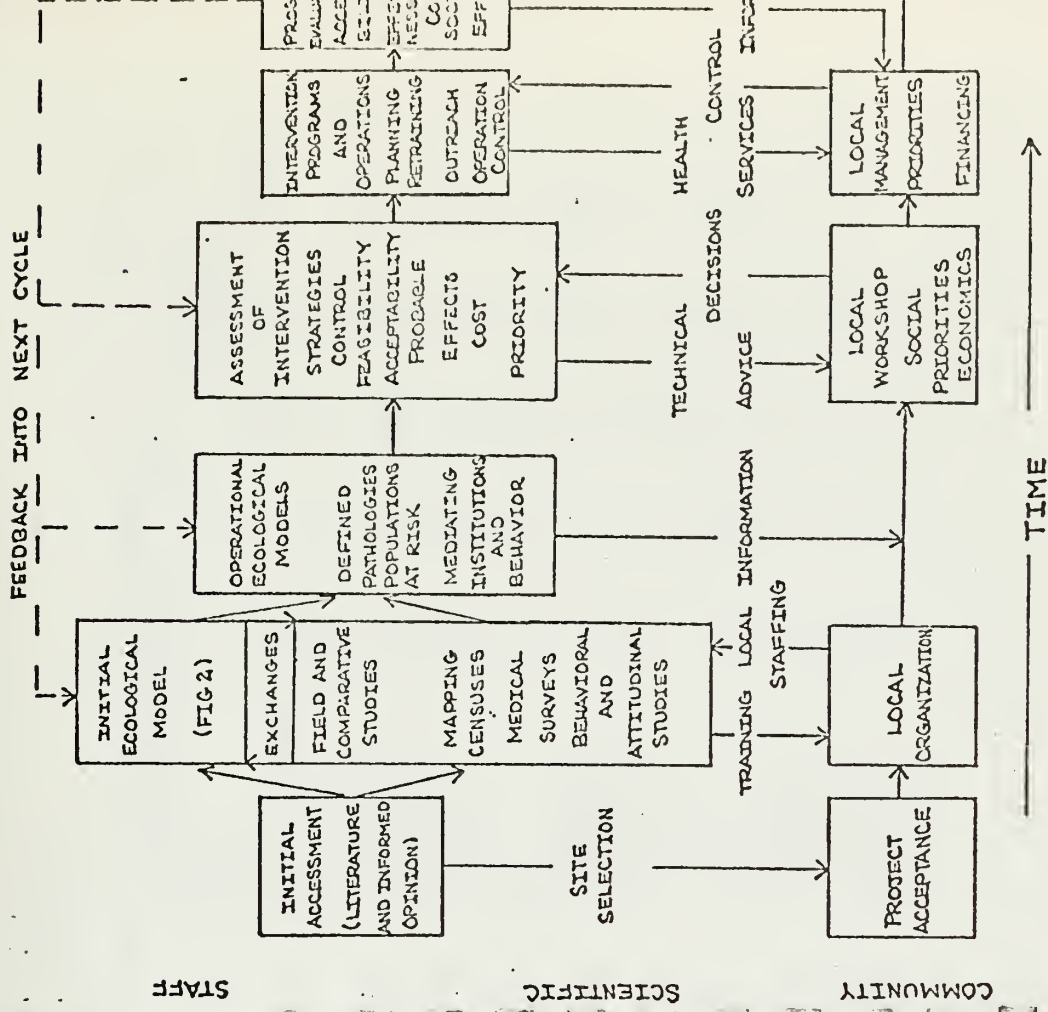 FEEDBACK INTO NEXT CYCLE
STAFF
SCIENTIFIC
COMMUNITY
INITIAL
ACCESSMENT
(LITERATURE
AND INFORMED
OPINION)
SITE
SELECTION
PROJECT
ACCEPTANCE
INITIAL
ECOLOGICAL
MODEL
(FIG 2)
EXCHANGES
FIELD AND
COMPARATIVE
STUDIES
MAPPING
CENSUSES
MEDICAL
SURVEYS
BEHAVIORAL
AND
ATTITUDINAL
STUDIES
TRAINING LOCAL INFORMATION
STAFFING
LOCAL
ORGANIZATION
OPERATIONAL
ECOLOGICAL
MODELS
DEFINED
PATHOLOGIES
POPULATIONS
AT RISK
MEDIATING
INSTITUTIONS
AND
BEHAVIOR
ASSESSMENT
OF
INTERVENTION
STRATEGIES
CONTROL
FEASIBILITY
ACCEPTABILITY
PROBABLE
EFFECTS
COST
PRIORITY
TECHNICAL
DECISIONS
ADVICE
LOCAL
WORKSHOP
SOCIAL
PRIORITIES
ECONOMICS
INTERVENTION
PROGRAMS
AND
OPERATIONS
PLANNING
RETRAINING
OUTREACH
OPERATION
CONTROL
HEALTH
CONTROL
SERVICES
LOCAL
MANAGEMENT
PRIORITIES
FINANCING
TIME